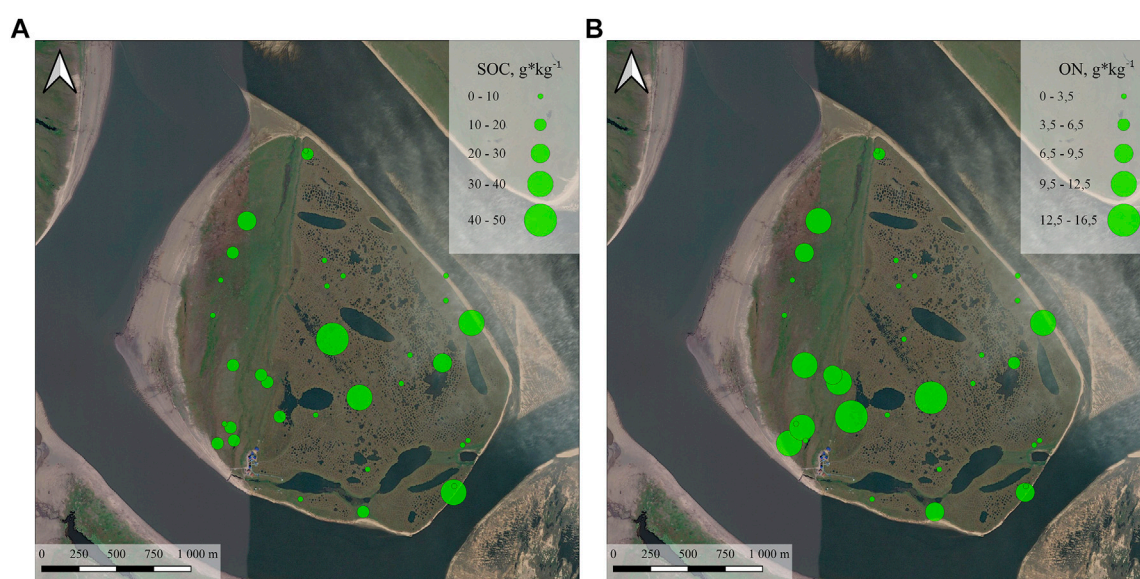 A
SOC, g*kg-1
0 - 10
10 - 20
20 - 30
30 - 40
40 - 50
0 250 500 750 1 000 m
B
ON, g*kg-1
0 - 3,5
3,5 - 6,5
6,5 - 9,5
9,5 - 12,5
12,5 - 16,5
0 250 500 750 1 000 m